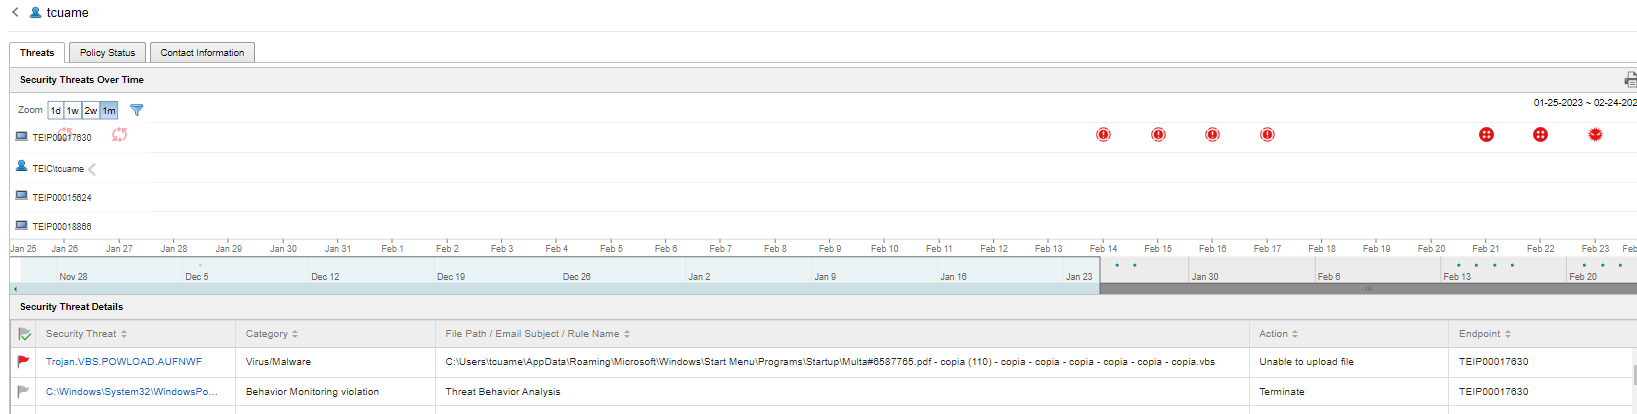 tcuame
Threats Policy Status Contact Information
Security Threats Over Time
Zoom 1d 1w 2w 1m
01-25-2023 ~ 02-24-202
TEIP00017630
TEIC\tcuame
TEIP00015624
TEIP00018866
Jan 25 Jan 26 Jan 27 Jan 28 Jan 29 Jan 30 Jan 31 Feb 1 Feb 2 Feb 3 Feb 4 Feb 5 Feb 6 Feb 7 Feb 8 Feb 9 Feb 10 Feb 11 Feb 12 Feb 13 Feb 14 Feb 15 Feb 16 Feb 17 Feb 18 Feb 19 Feb 20 Feb 21 Feb 22 Feb 23 Feb
Nov 28 Dec 5 Dec 12 Dec 19 Dec 26 Jan 2 Jan 9 Jan 16 Jan 23 Jan 30 Feb 6 Feb 13 Feb 20
Security Threat Details
Security Threat Category File Path / Email Subject / Rule Name Action Endpoint
Trojan.VBS.POWLOAD.AUFNWF Virus/Malware C:\Users\tcuame\AppData\Roaming\Microsoft\Windows\Start Menu\Programs\Startup\Multa#6587765.pdf - copia (110) - copia - copia - copia - copia - copia - copia.vbs Unable to upload file TEIP00017630
C:\Windows\System32\WindowsPo... Behavior Monitoring violation Threat Behavior Analysis Terminate TEIP00017630